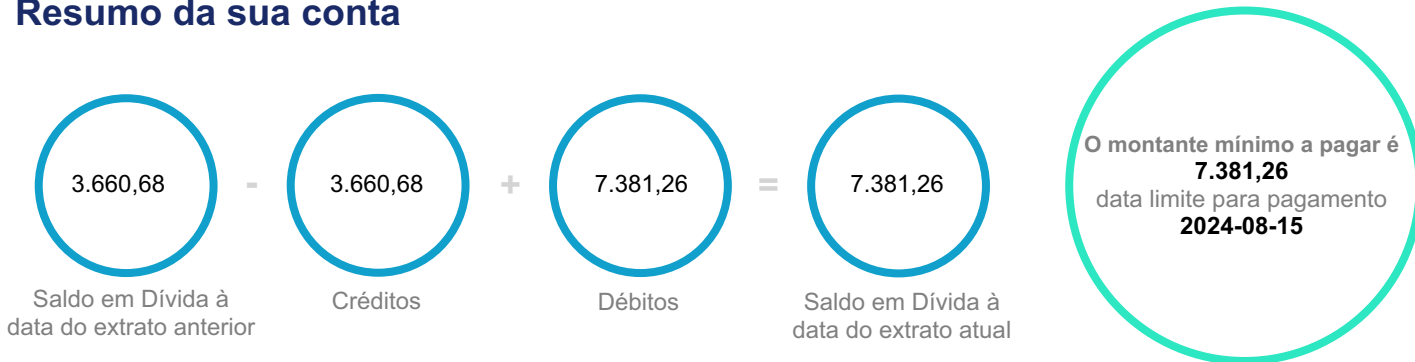 Resumo da sua conta
3.660,68 - 3.660,68 + 7.381,26 = 7.381,26
Saldo em Dívida à
data do extrato anterior
Créditos
Débitos
Saldo em Dívida à
data do extrato atual
O montante mínimo a pagar é
7.381,26
data limite para pagamento
2024-08-15